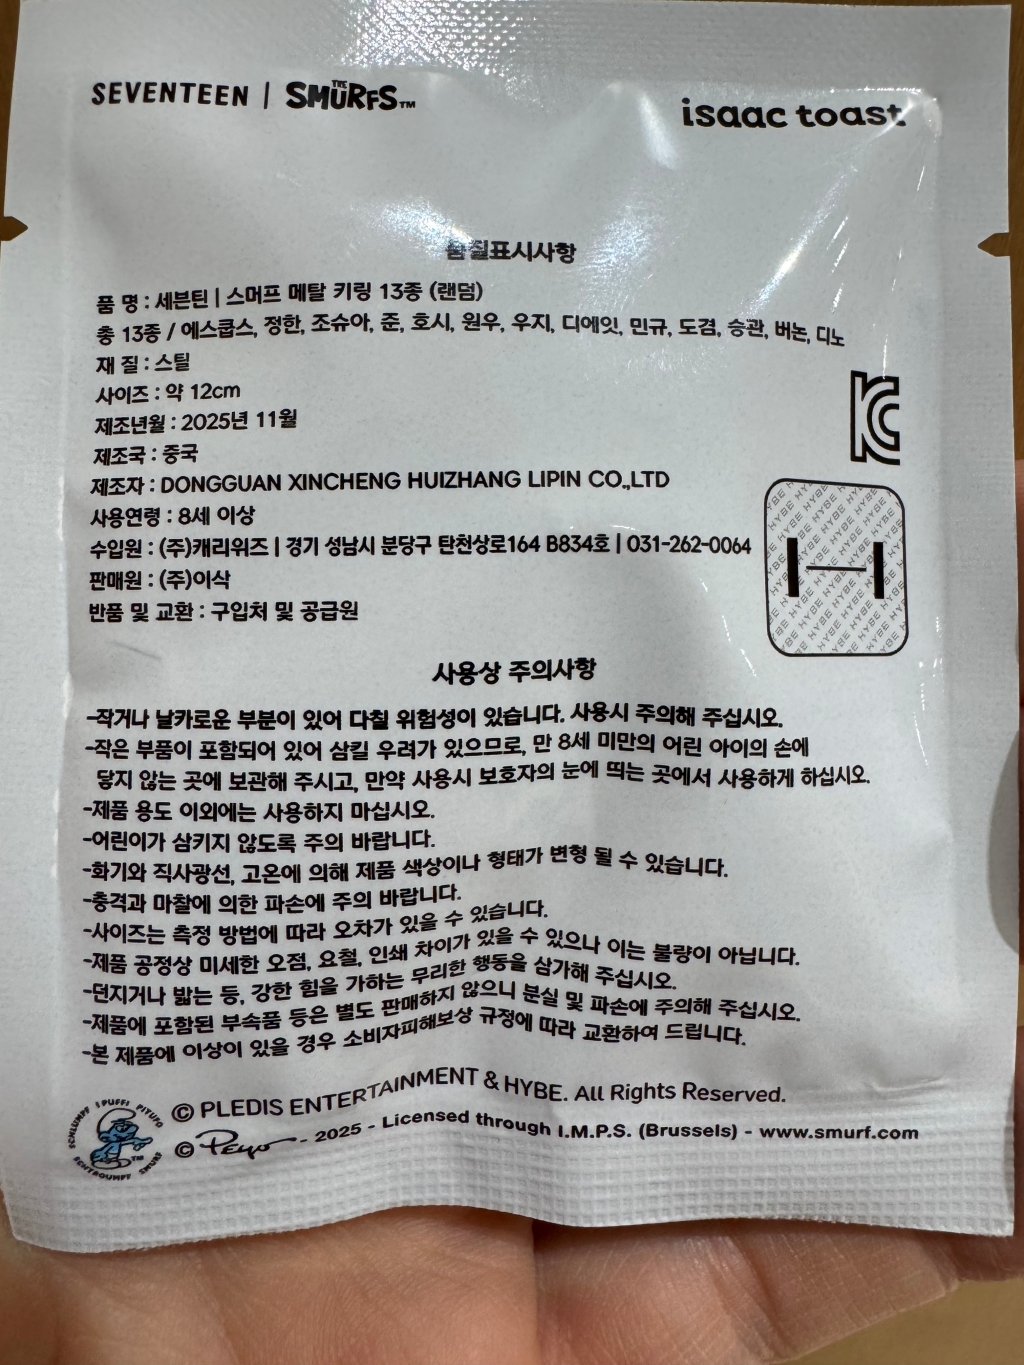 SEVENTEEN | THE SMURFS™
isaac toast
품질표시사항
품 명 : 세븐틴 | 스머프 메탈 키링 13종 (랜덤)
총 13종 / 에스쿱스, 정한, 조슈아, 준, 호시, 원우, 우지, 디에잇, 민규, 도겸, 승관, 버논, 디노
재 질 : 스틸
사이즈 : 약 12cm
제조년월 : 2025년 11월
제조국 : 중국
제조자 : DONGGUAN XINCHENG HUIZHANG LIPIN CO.,LTD
사용연령 : 8세 이상
수입원 : (주)캐리위즈 | 경기 성남시 분당구 탄천상로164 B834호 | 031-262-0064
판매원 : (주)이삭
반품 및 교환 : 구입처 및 공급원
KC
HYBE
사용상 주의사항
-작거나 날카로운 부분이 있어 다칠 위험성이 있습니다. 사용시 주의해 주십시오.
-작은 부품이 포함되어 있어 삼킬 우려가 있으므로, 만 8세 미만의 어린 아이의 손에
닿지 않는 곳에 보관해 주시고, 만약 사용시 보호자의 눈에 띄는 곳에서 사용하게 하십시오.
-제품 용도 이외에는 사용하지 마십시오.
-어린이가 삼키지 않도록 주의 바랍니다.
-화기와 직사광선, 고온에 의해 제품 색상이나 형태가 변형 될 수 있습니다.
-충격과 마찰에 의한 파손에 주의 바랍니다.
-사이즈는 측정 방법에 따라 오차가 있을 수 있습니다.
-제품 공정상 미세한 오점, 요철, 인쇄 차이가 있을 수 있으나 이는 불량이 아닙니다.
-던지거나 밟는 등, 강한 힘을 가하는 무리한 행동을 삼가해 주십시오.
-제품에 포함된 부속품 등은 별도 판매하지 않으니 분실 및 파손에 주의해 주십시오.
-본 제품에 이상이 있을 경우 소비자피해보상 규정에 따라 교환하여 드립니다.
© PLEDIS ENTERTAINMENT & HYBE. All Rights Reserved.
© Peyo - 2025 - Licensed through I.M.P.S. (Brussels) - www.smurf.com
SCHLUMPF I PUFFI PITUFO
SCHTROUMPF SMURF